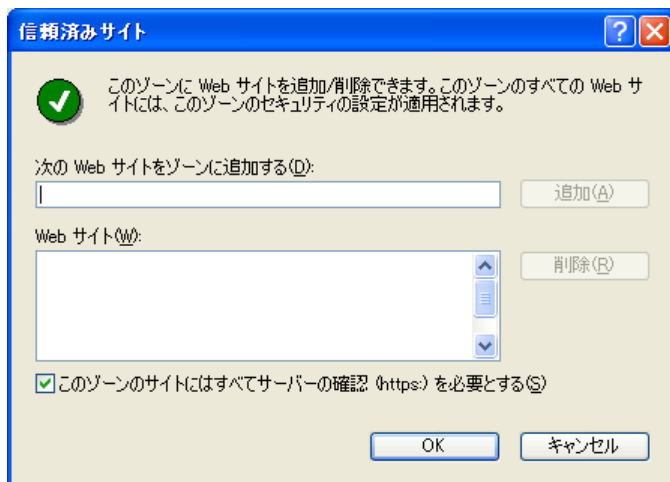 信頼済みサイト
このゾーンに Web サイトを追加/削除できます。このゾーンのすべての Web サ
イトには、このゾーンのセキュリティの設定が適用されます。
次の Web サイトをゾーンに追加する(D):
追加(A)
Web サイト(W):
削除(R)
このゾーンのサイトにはすべてサーバーの確認 (https:) を必要とする(S)
OK
キャンセル